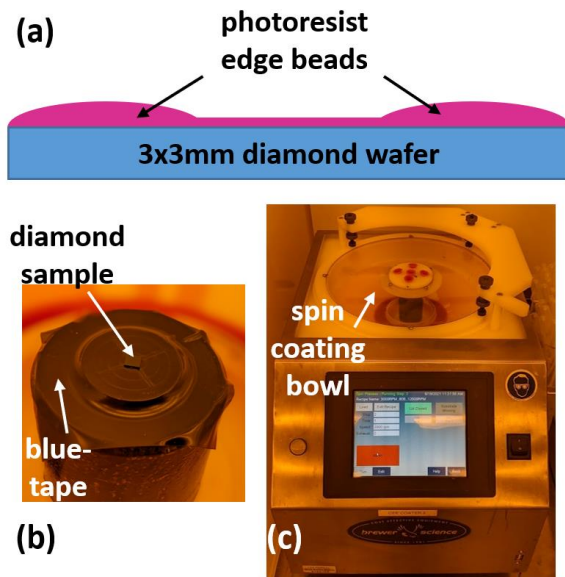 (a)
photoresist
edge beads
3x3mm diamond wafer
diamond
sample
blue-
tape
(b)
spin
coating
bowl
brewer science
(c)